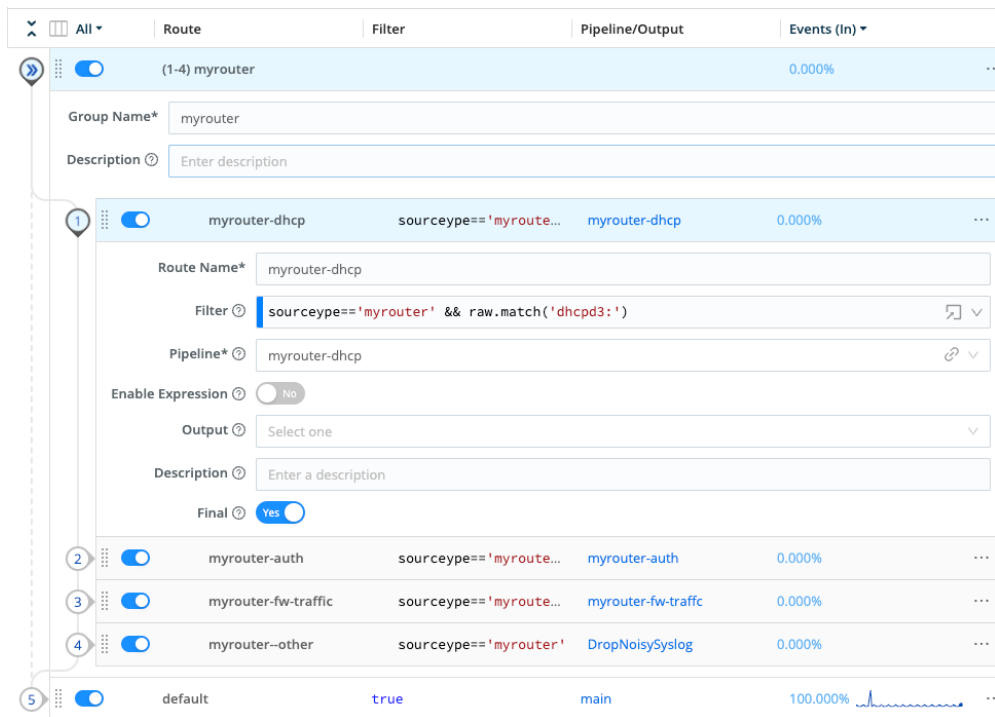 All Route Filter Pipeline/Output Events (In)
(1-4) myrouter 0.000% ...
Group Name* myrouter
Description Enter description
1 myrouter-dhcp sourceype=='myroute... myrouter-dhcp 0.000% ...
Route Name* myrouter-dhcp
Filter sourceype=='myrouter' && raw.match('dhcpd3:')
Pipeline* myrouter-dhcp
Enable Expression No
Output Select one
Description Enter a description
Final Yes
2 myrouter-auth sourceype=='myroute... myrouter-auth 0.000% ...
3 myrouter-fw-traffic sourceype=='myroute... myrouter-fw-traffc 0.000% ...
4 myrouter--other sourceype=='myrouter' DropNoisySyslog 0.000% ...
5 default true main 100.000% ...